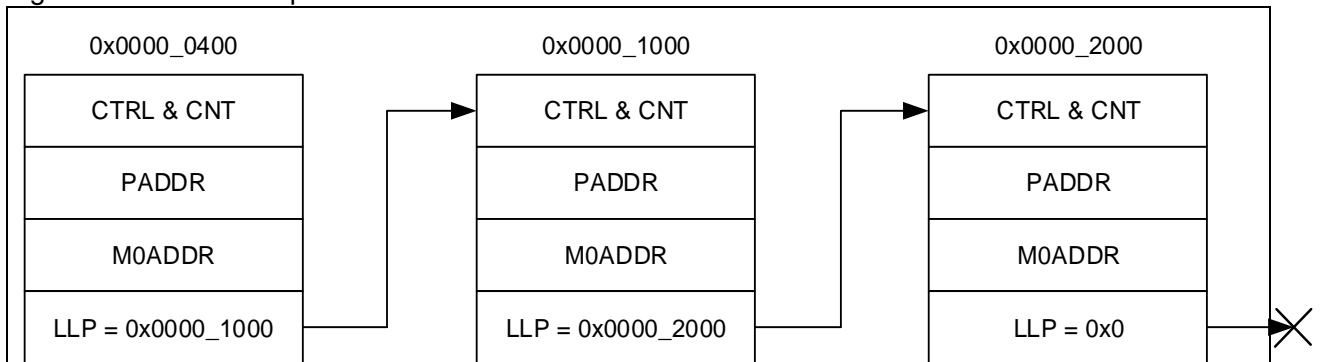 0x0000_0400 0x0000_1000 0x0000_2000
CTRL & CNT CTRL & CNT CTRL & CNT
PADDR PADDR PADDR
M0ADDR M0ADDR M0ADDR
LLP = 0x0000_1000 LLP = 0x0000_2000 LLP = 0x0